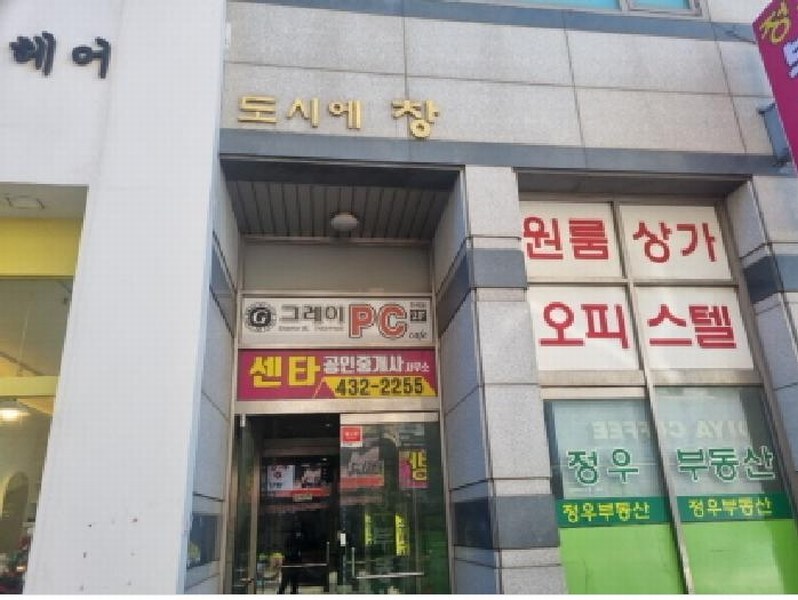 헤어
도시에 창
원룸 상가
오피스텔
그레이 PC
cafe
센타 공인중개사 사무소
432-2255
정우 부동산
정우부동산 정우부동산